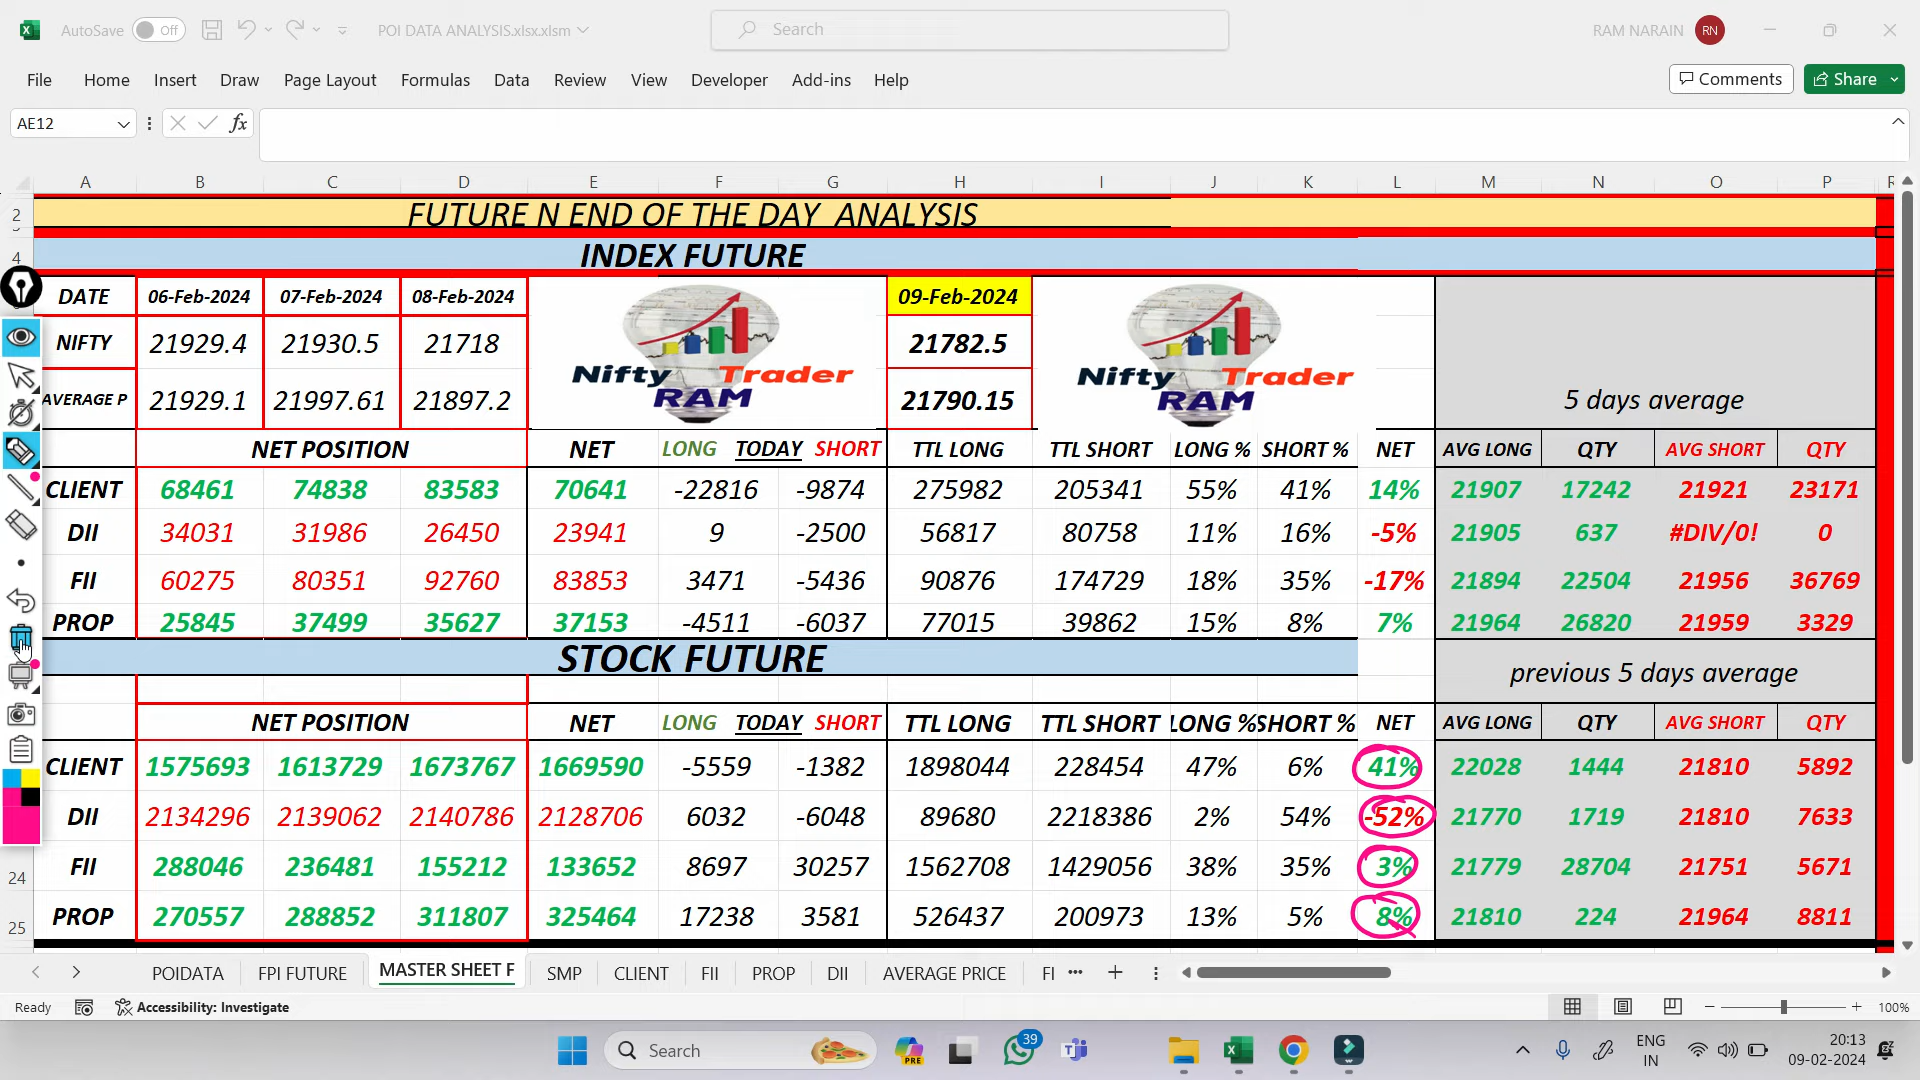 AutoSave Off POI DATA ANALYSIS.xlsx.xlsm Search RAM NARAIN RN
File Home Insert Draw Page Layout Formulas Data Review View Developer Add-ins Help Comments Share
AE12 fx
A B C D E F G H I J K L M N O P
2 FUTURE N END OF THE DAY ANALYSIS
4 INDEX FUTURE
DATE 06-Feb-2024 07-Feb-2024 08-Feb-2024 09-Feb-2024
NIFTY 21929.4 21930.5 21718 21782.5
Nifty Trader RAM
Nifty Trader RAM
AVERAGE P 21929.1 21997.61 21897.2 21790.15 5 days average
NET POSITION NET LONG TODAY SHORT TTL LONG TTL SHORT LONG % SHORT % NET AVG LONG QTY AVG SHORT QTY
CLIENT 68461 74838 83583 70641 -22816 -9874 275982 205341 55% 41% 14% 21907 17242 21921 23171
DII 34031 31986 26450 23941 9 -2500 56817 80758 11% 16% -5% 21905 637 #DIV/0! 0
FII 60275 80351 92760 83853 3471 -5436 90876 174729 18% 35% -17% 21894 22504 21956 36769
PROP 25845 37499 35627 37153 -4511 -6037 77015 39862 15% 8% 7% 21964 26820 21959 3329
STOCK FUTURE previous 5 days average
NET POSITION NET LONG TODAY SHORT TTL LONG TTL SHORT LONG % SHORT % NET AVG LONG QTY AVG SHORT QTY
CLIENT 1575693 1613729 1673767 1669590 -5559 -1382 1898044 228454 47% 6% 41% 22028 1444 21810 5892
DII 2134296 2139062 2140786 2128706 6032 -6048 89680 2218386 2% 54% -52% 21770 1719 21810 7633
24 FII 288046 236481 155212 133652 8697 30257 1562708 1429056 38% 35% 3% 21779 28704 21751 5671
25 PROP 270557 288852 311807 325464 17238 3581 526437 200973 13% 5% 8% 21810 224 21964 8811
POIDATA FPI FUTURE MASTER SHEET F SMP CLIENT FII PROP DII AVERAGE PRICE FI
Ready Accessibility: Investigate 100%
Search PRE 39 ENG IN 20:13 09-02-2024